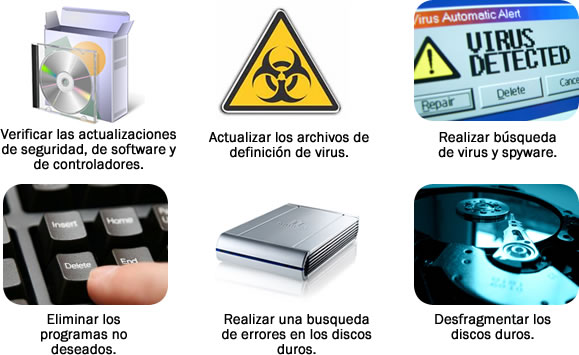 Virus Automatic Alert
VIRUS
DETECTED
Repair
Delete
Cance
Verificar las actualizaciones
de seguridad, de software y
de controladores.
Actualizar los archivos de
definición de virus.
Realizar búsqueda
de virus y spyware.
Insert
Home
Delete
End
Eliminar los
programas no
deseados.
Realizar una busqueda
de errores en los discos
duros.
Desfragmentar los
discos duros.